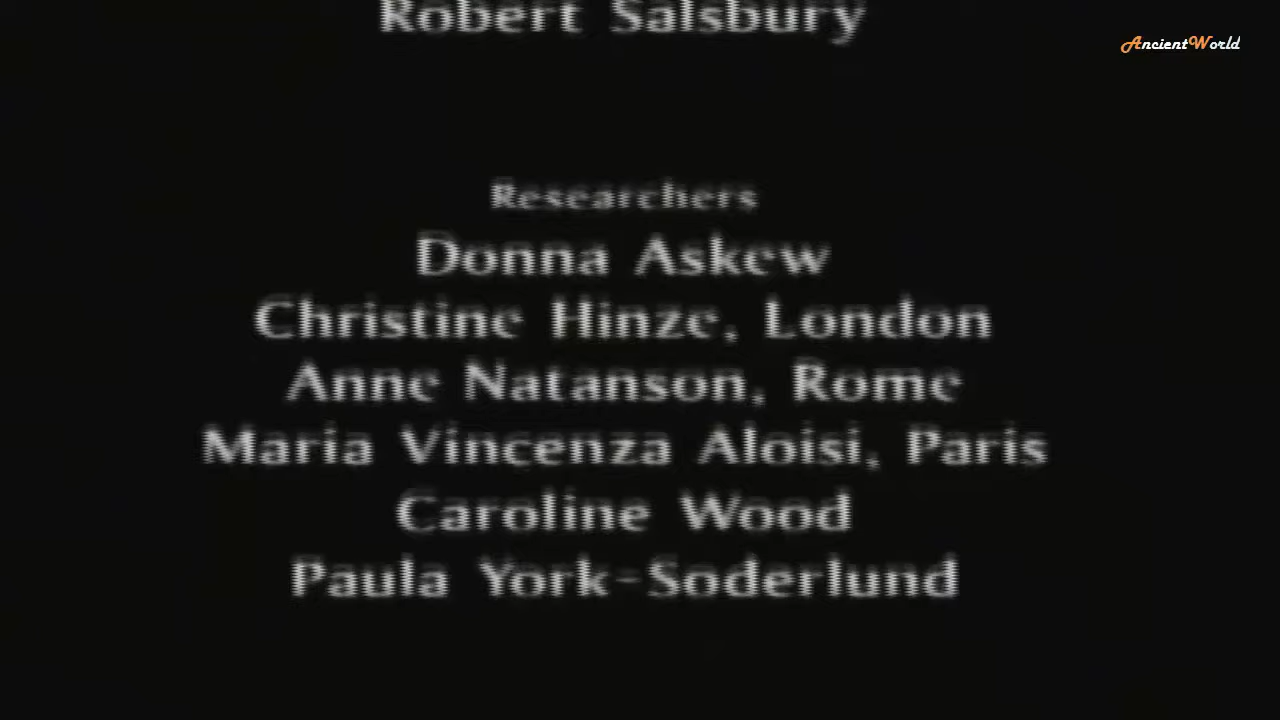 Robert Salsbury
AncientWorld
Researchers
Donna Askew
Christine Hinze, London
Anne Natanson, Rome
Maria Vincenza Aloisi, Paris
Caroline Wood
Paula York-Soderlund